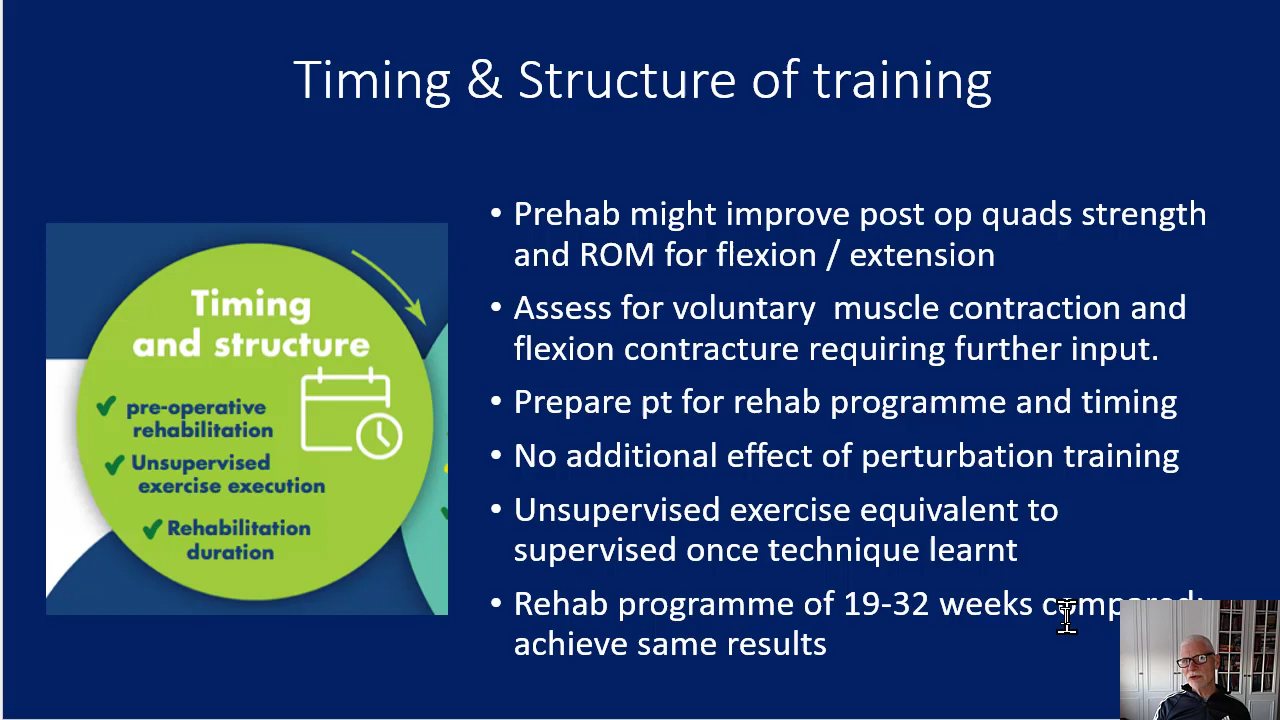 Timing & Structure of training
Timing
and structure
pre-operative
rehabilitation
Unsupervised
exercise execution
Rehabilitation
duration
• Prehab might improve post op quads strength
and ROM for flexion / extension
• Assess for voluntary  muscle contraction and
flexion contracture requiring further input.
• Prepare pt for rehab programme and timing
• No additional effect of perturbation training
• Unsupervised exercise equivalent to
supervised once technique learnt
• Rehab programme of 19-32 weeks compared:
achieve same results